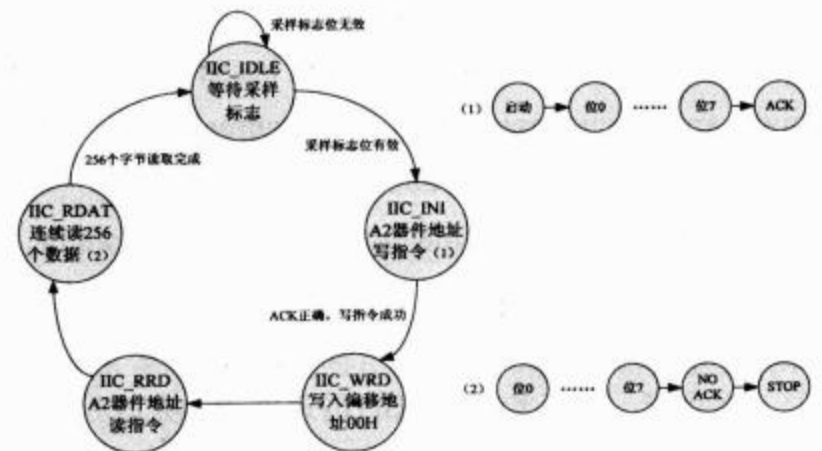 采样标志位无效
IIC_IDLE
等待采样
标志
采样标志位有效
256个字节读取完成
IIC_RDAT
连续读256
个数据(2)
IIC_INI
A2器件地址
写指令(1)
ACK正确,写指令成功
IIC_RRD
A2器件地址
读指令
IIC_WRD
写入偏移地
址00H
(1) 启动 位0 …… 位7 ACK
(2) 位0 …… 位7 NO
ACK STOP